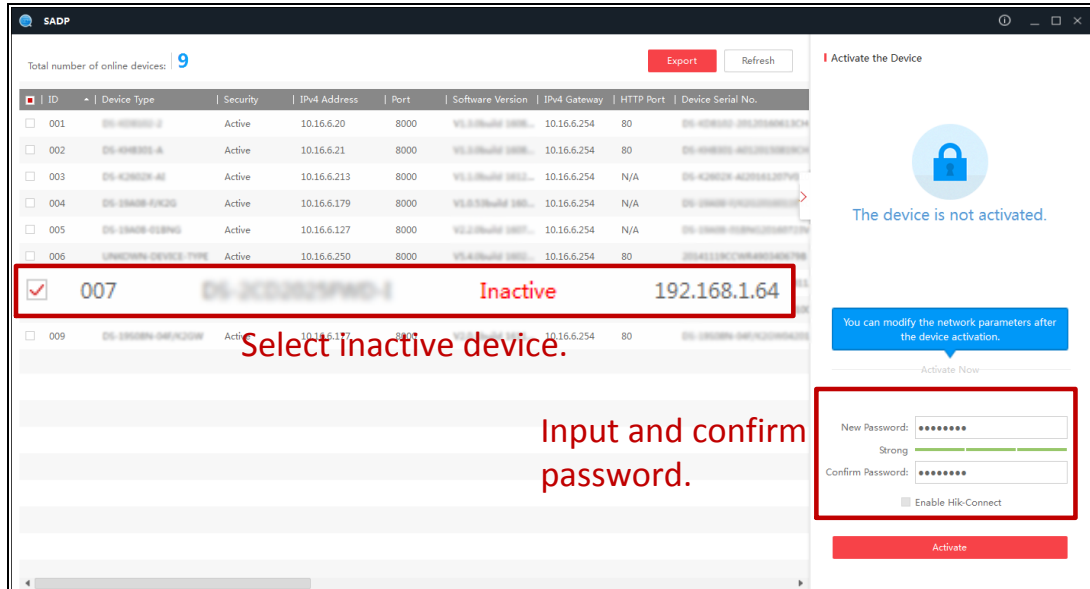 SADP
Total number of online devices: 9
Export
Refresh
ID Device Type Security IPv4 Address Port Software Version IPv4 Gateway HTTP Port Device Serial No.
001 Active 10.16.6.20 8000 10.16.6.254 80
002 Active 10.16.6.21 8000 10.16.6.254 80
003 Active 10.16.6.213 8000 10.16.6.254 N/A
004 Active 10.16.6.179 8000 10.16.6.254 N/A
005 Active 10.16.6.127 8000 10.16.6.254 N/A
006 UNKOWN-DEVICE-TYPE Active 10.16.6.250 8000 10.16.6.254 80
007 Inactive 192.168.1.64
009 Active 8000 10.16.6.254 80
Select inactive device.
Input and confirm
password.
Activate the Device
The device is not activated.
You can modify the network parameters after
the device activation.
Activate Now
New Password: ••••••••
Strong
Confirm Password: ••••••••
Enable Hik-Connect
Activate